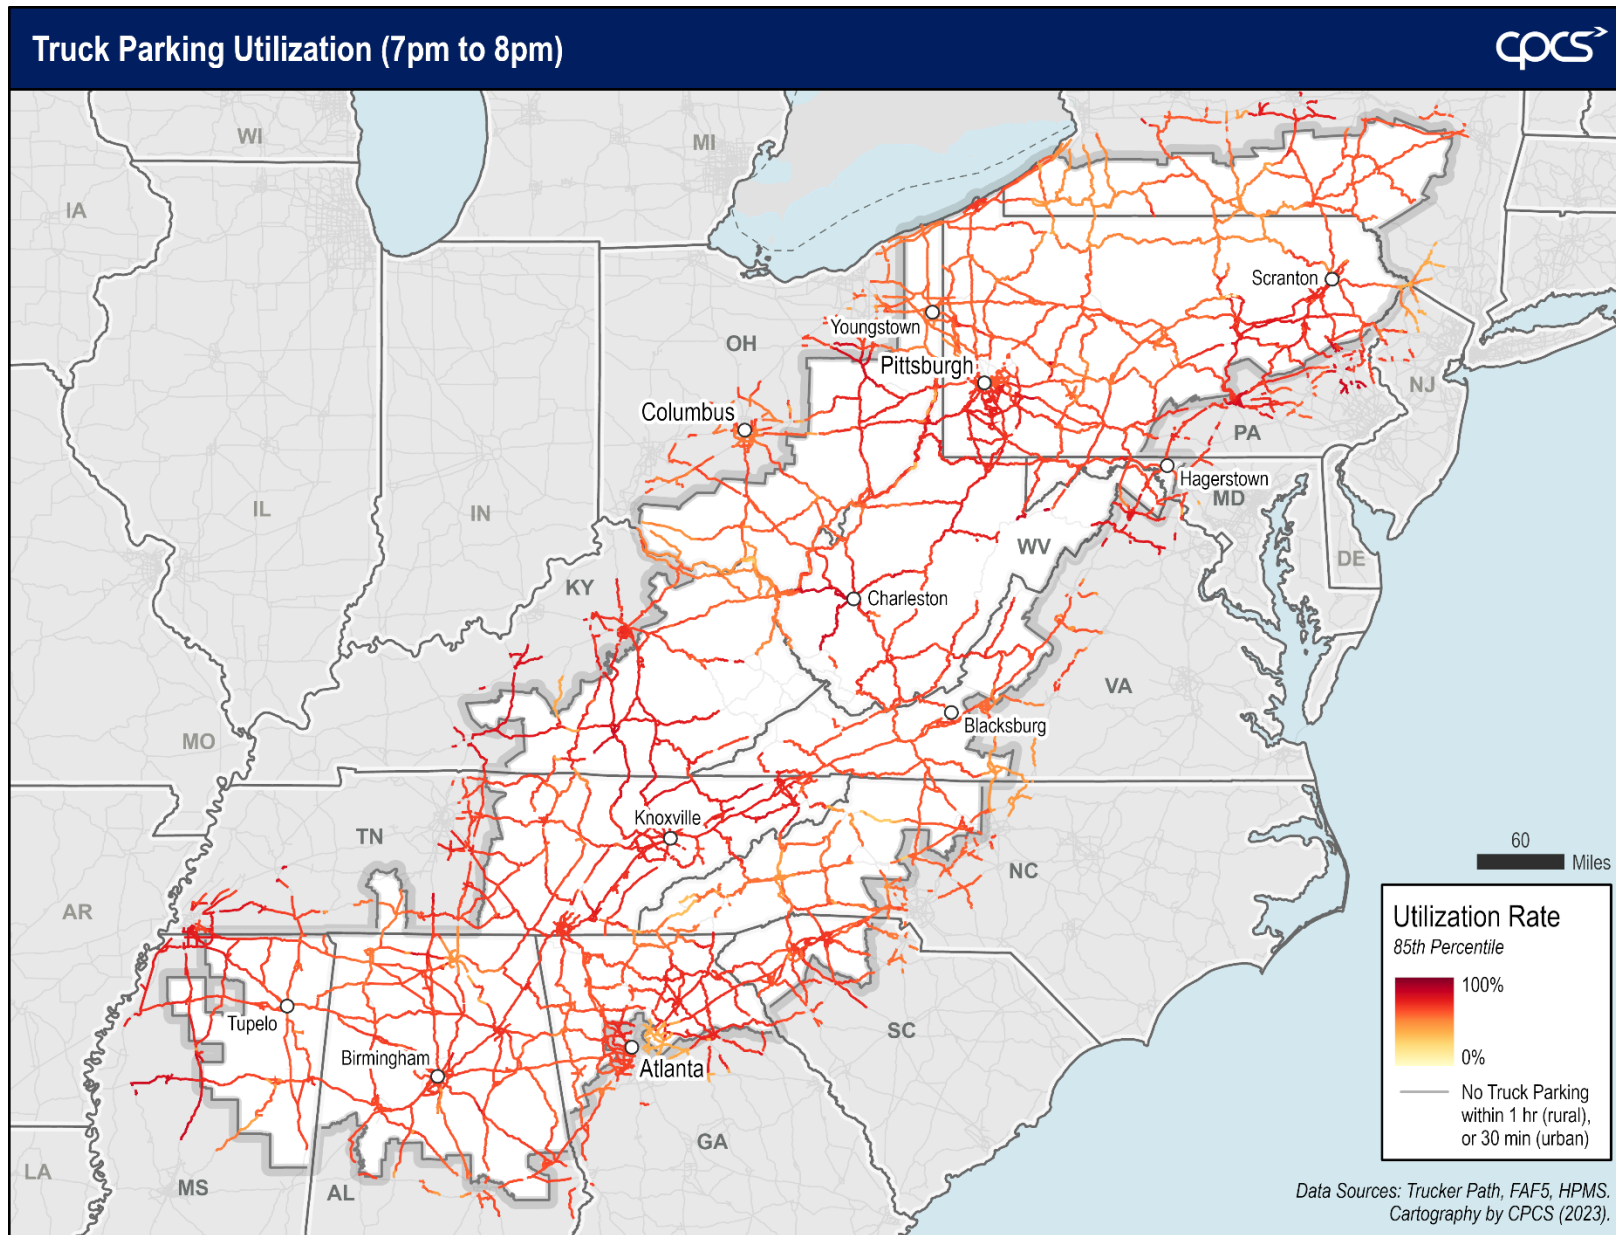 Truck Parking Utilization (7pm to 8pm)
cpcs
WI
MI
IA
Scranton
Youngstown
OH
Pittsburgh
NJ
Columbus
PA
Hagerstown
MD
IL
IN
WV
DE
KY
Charleston
VA
Blacksburg
MO
Knoxville
TN
60
Miles
NC
AR
Utilization Rate
85th Percentile
100%
Tupelo
SC
Birmingham
0%
Atlanta
No Truck Parking
within 1 hr (rural),
or 30 min (urban)
GA
LA
MS
AL
Data Sources: Trucker Path, FAF5, HPMS.
Cartography by CPCS (2023).